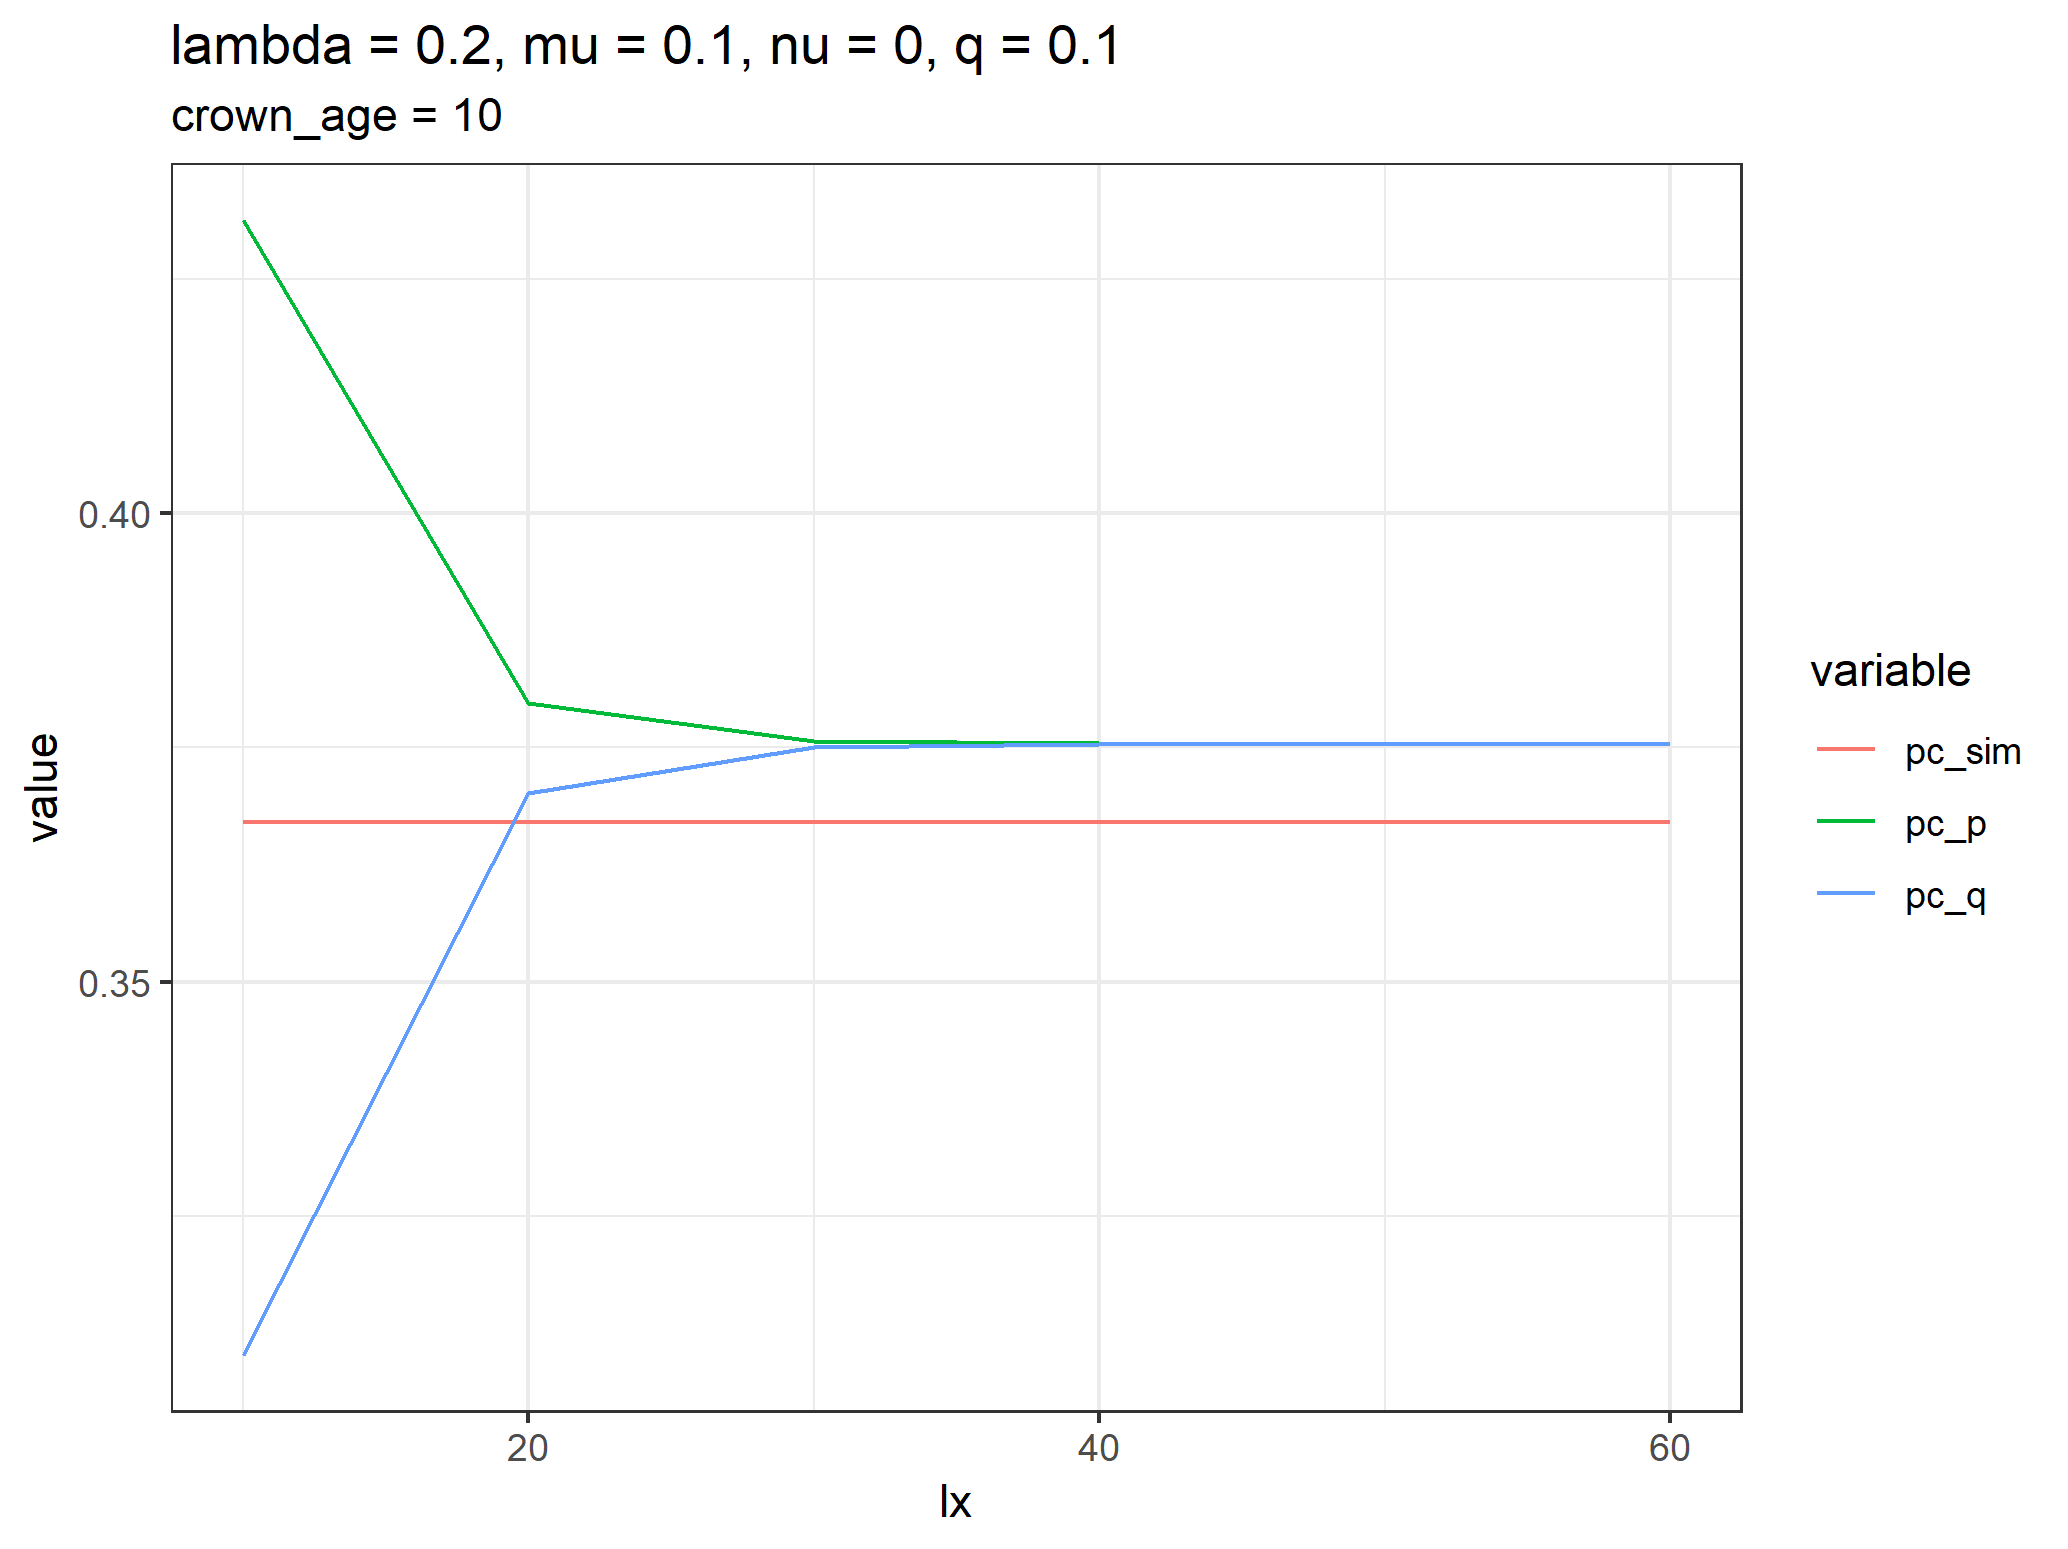 lambda = 0.2, mu = 0.1, nu = 0, q = 0.1
crown_age = 10
0.40
0.35
value
20
40
60
lx
variable
pc_sim
pc_p
pc_q